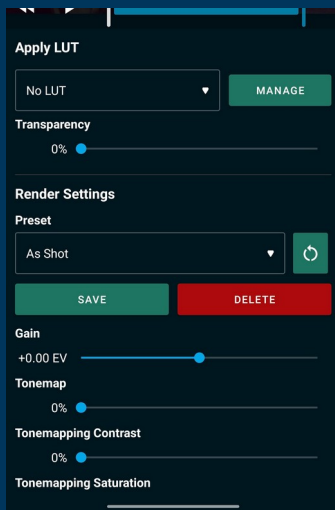 Apply LUT
No LUT
MANAGE
Transparency
0%
Render Settings
Preset
As Shot
SAVE
DELETE
Gain
+0.00 EV
Tonemap
0%
Tonemapping Contrast
0%
Tonemapping Saturation